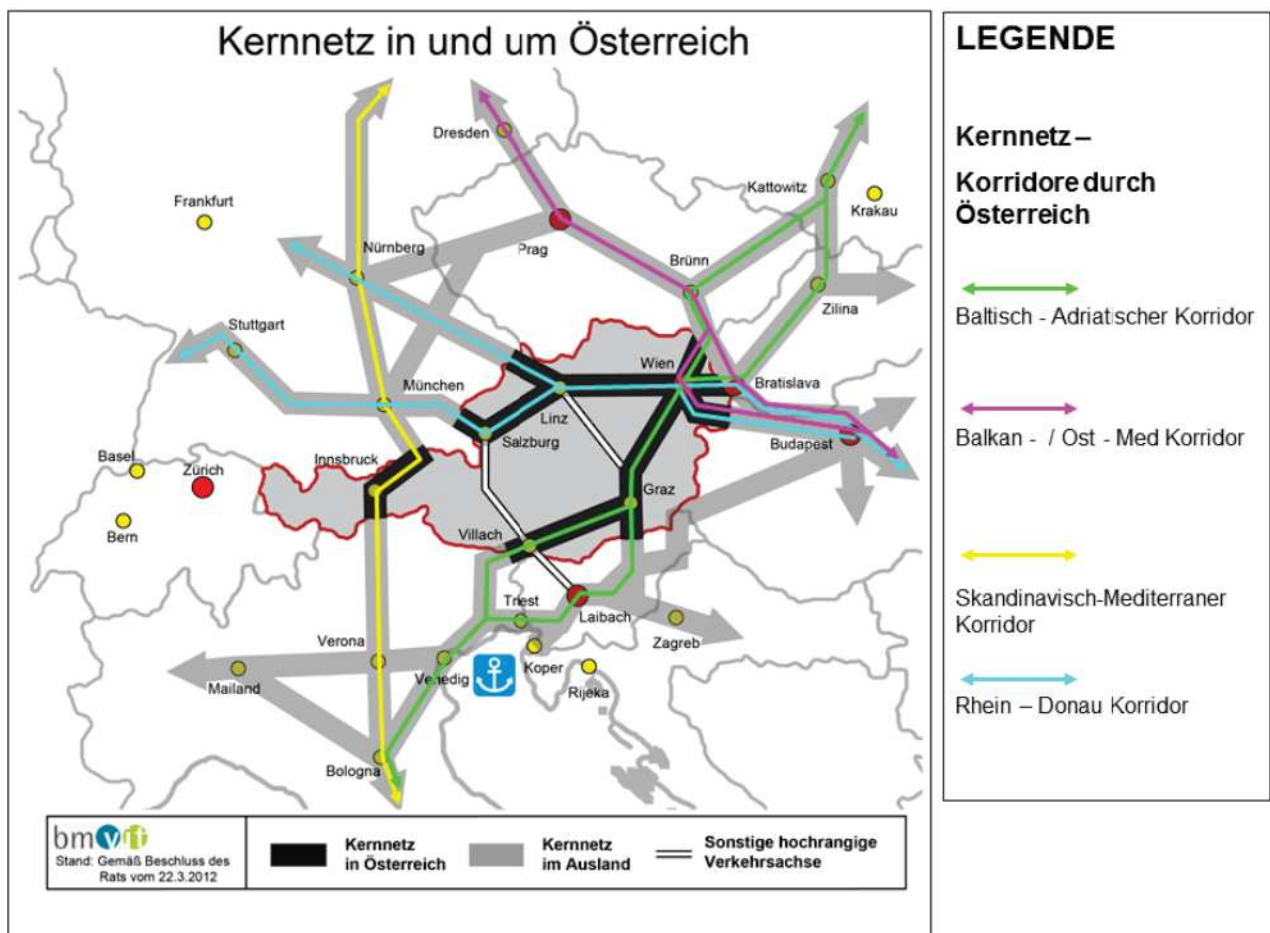 Kernnetz in und um Österreich
Dresden
Kattowitz
Krakau
Frankfurt
Nürnberg
Prag
Brünn
Zilina
Stuttgart
Wien
München
Bratislava
Linz
Salzburg
Budapest
Basel
Zürich
Innsbruck
Graz
Bern
Villach
Triest
Laibach
Zagreb
Verona
Koper
Mailand
Venedig
Rijeka
Bologna
bmvit
Stand: Gemäß Beschluss des
Rats vom 22.3.2012
Kernnetz
in Österreich
Kernnetz
im Ausland
Sonstige hochrangige
Verkehrsachse
LEGENDE
Kernnetz –
Korridore durch
Österreich
Baltisch - Adriatischer Korridor
Balkan - / Ost - Med Korridor
Skandinavisch-Mediterraner
Korridor
Rhein – Donau Korridor